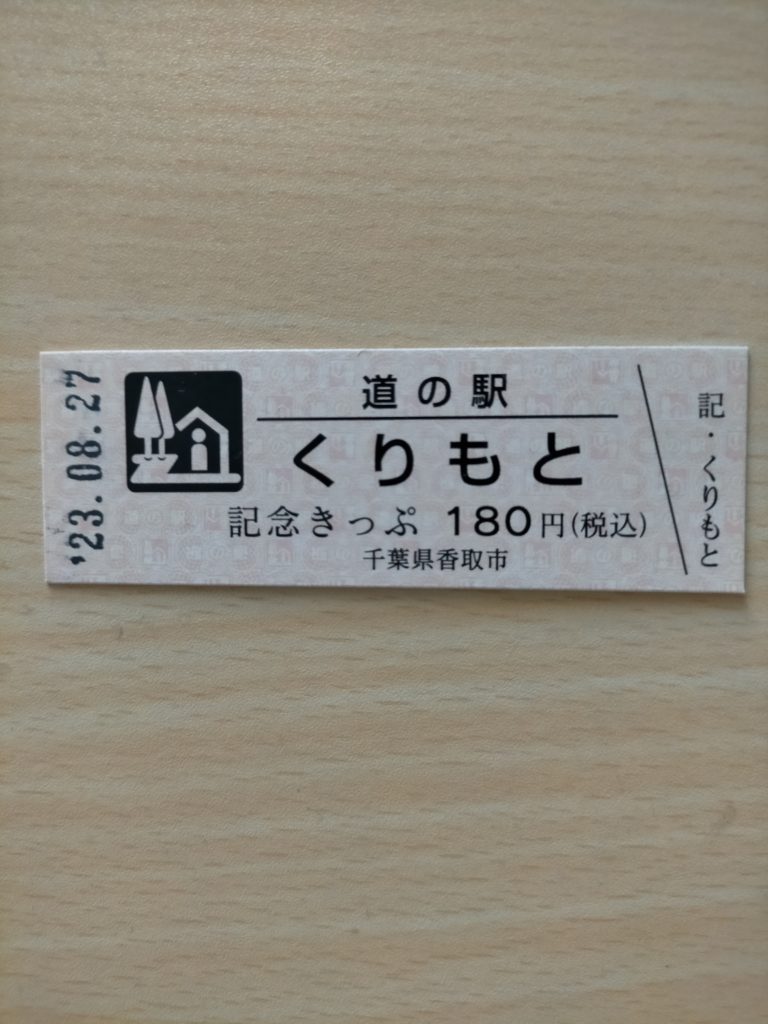 '23.08.27
道の駅
くりもと
記念きっぷ 180円(税込)
千葉県香取市
記・くりもと